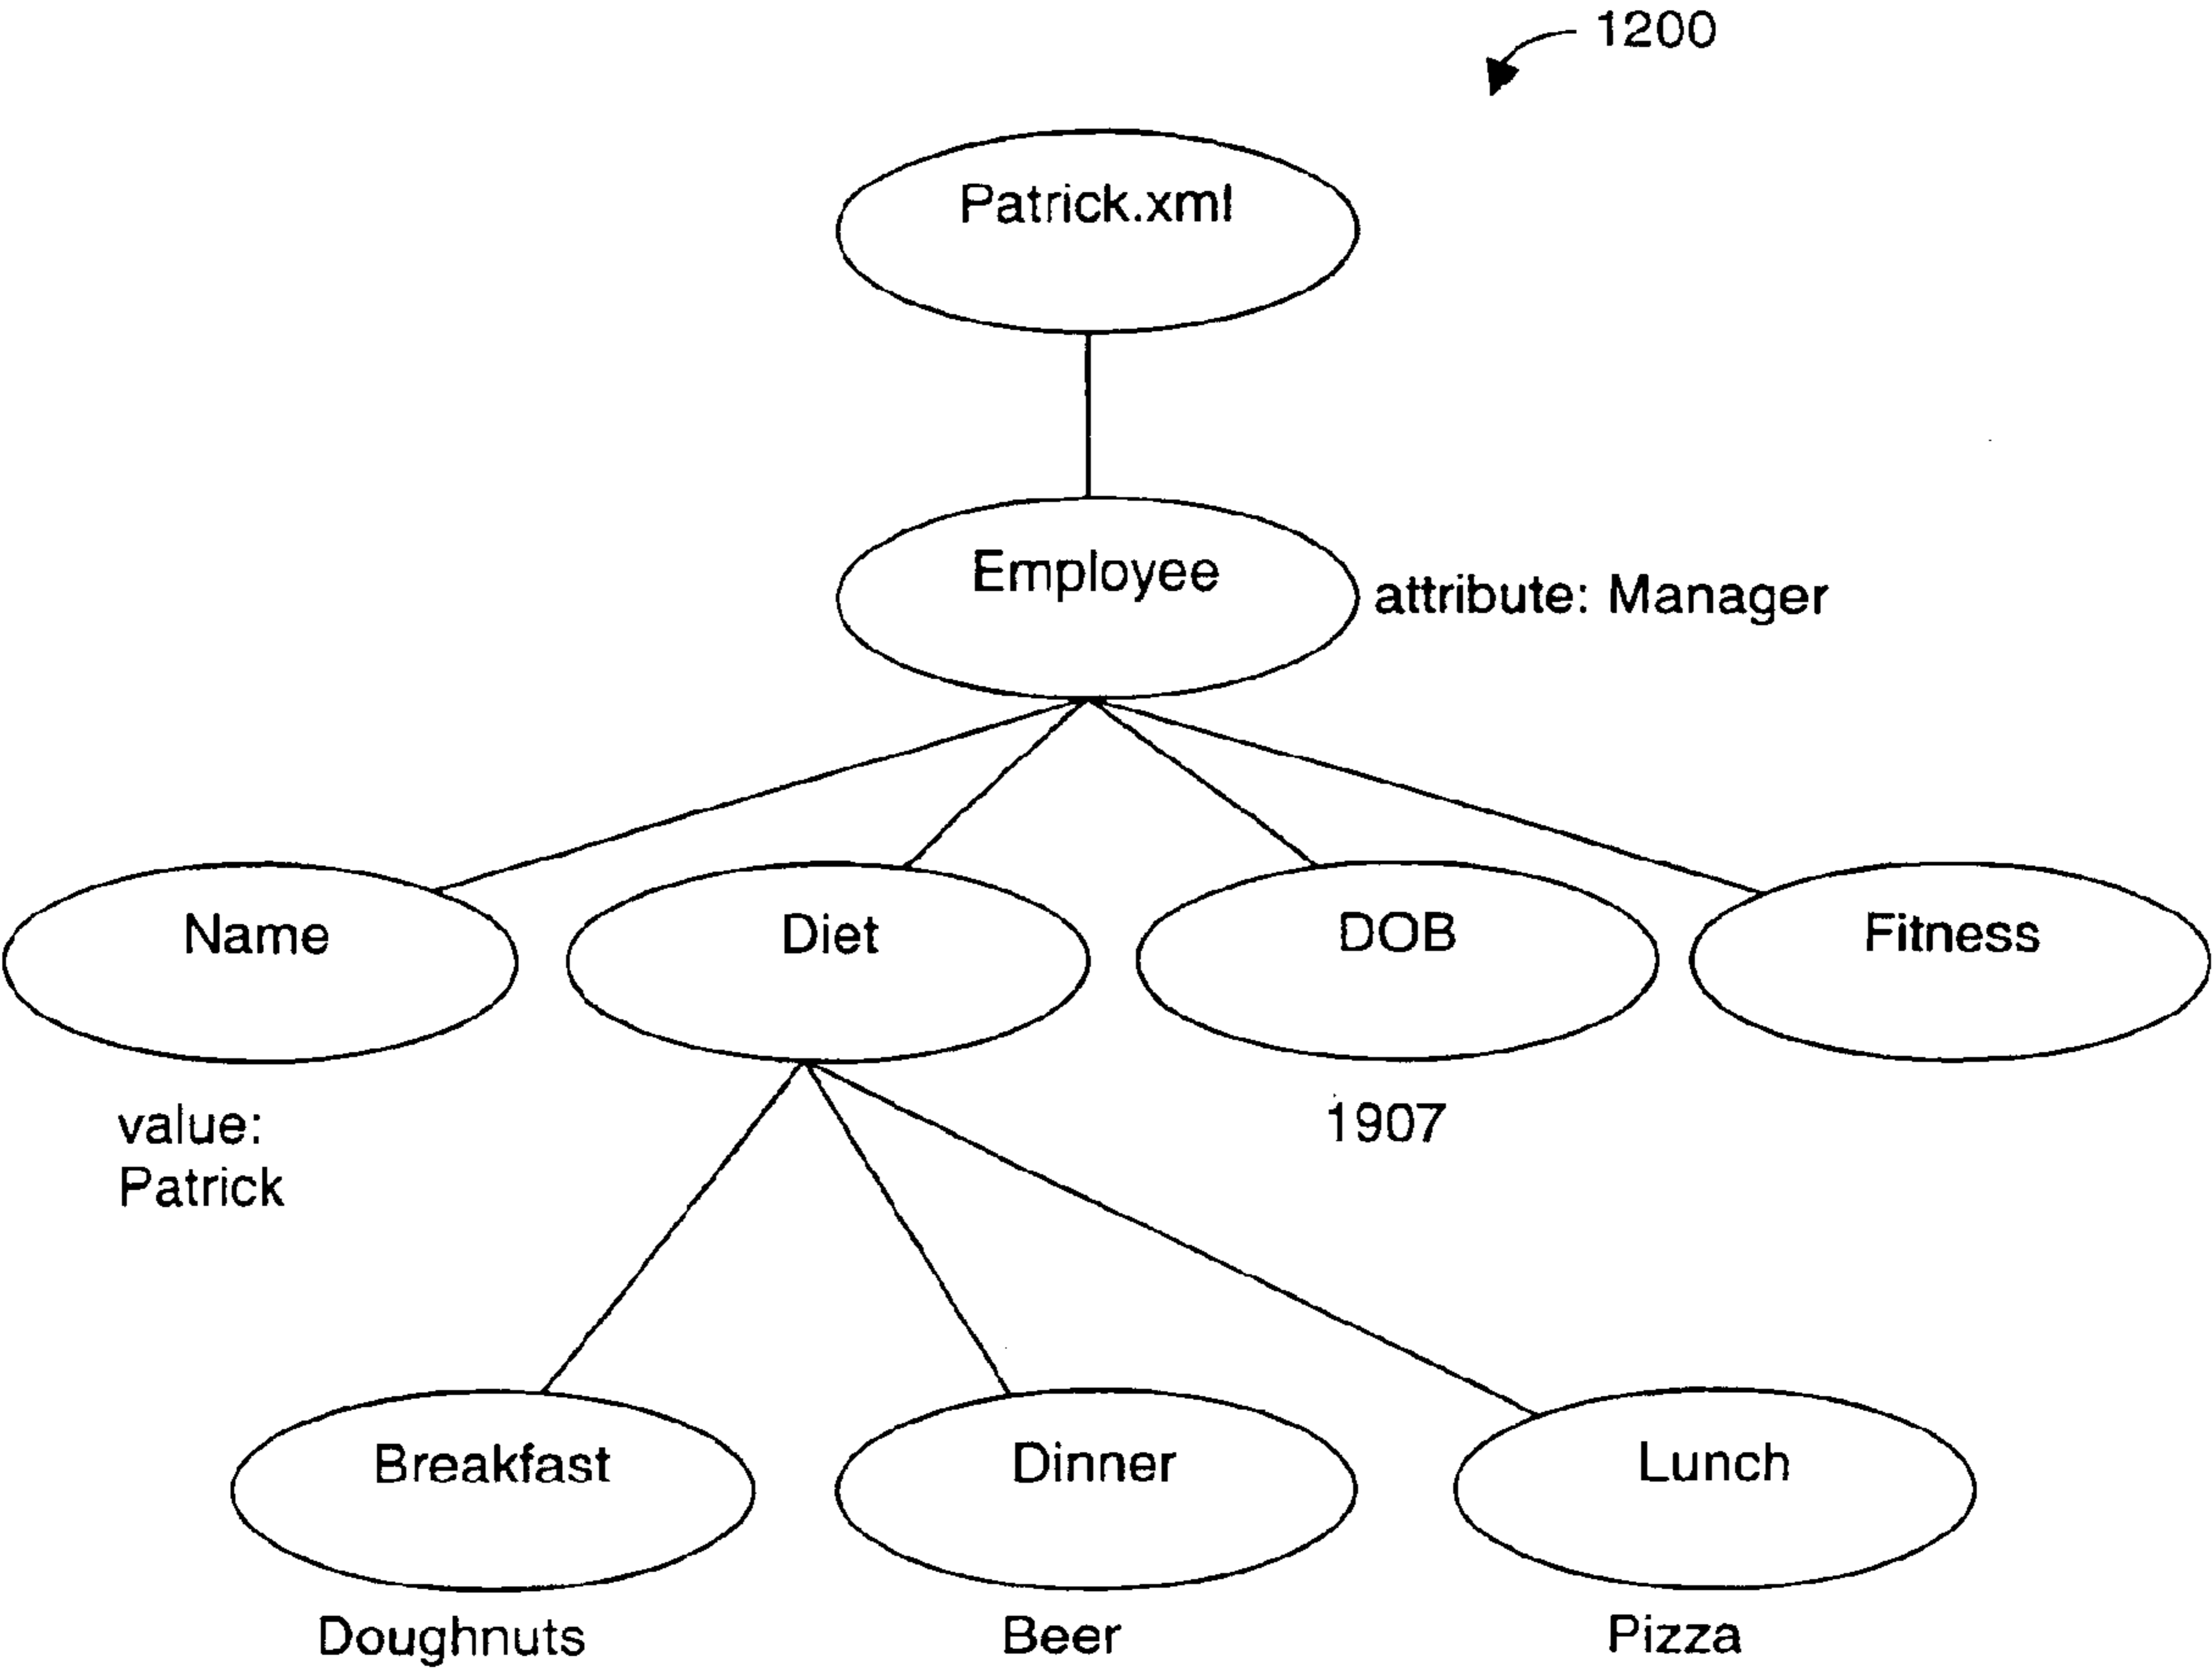 1200
Patrick.xml
Employee
attribute: Manager
Name
Diet
DOB
Fitness
value:
Patrick
1907
Breakfast
Dinner
Lunch
Doughnuts
Beer
Pizza